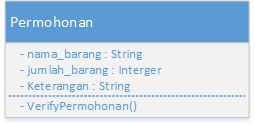 Permohonan
- nama_barang : String
- jumlah_barang : Interger
- Keterangan : String
- VerifyPermohonan()